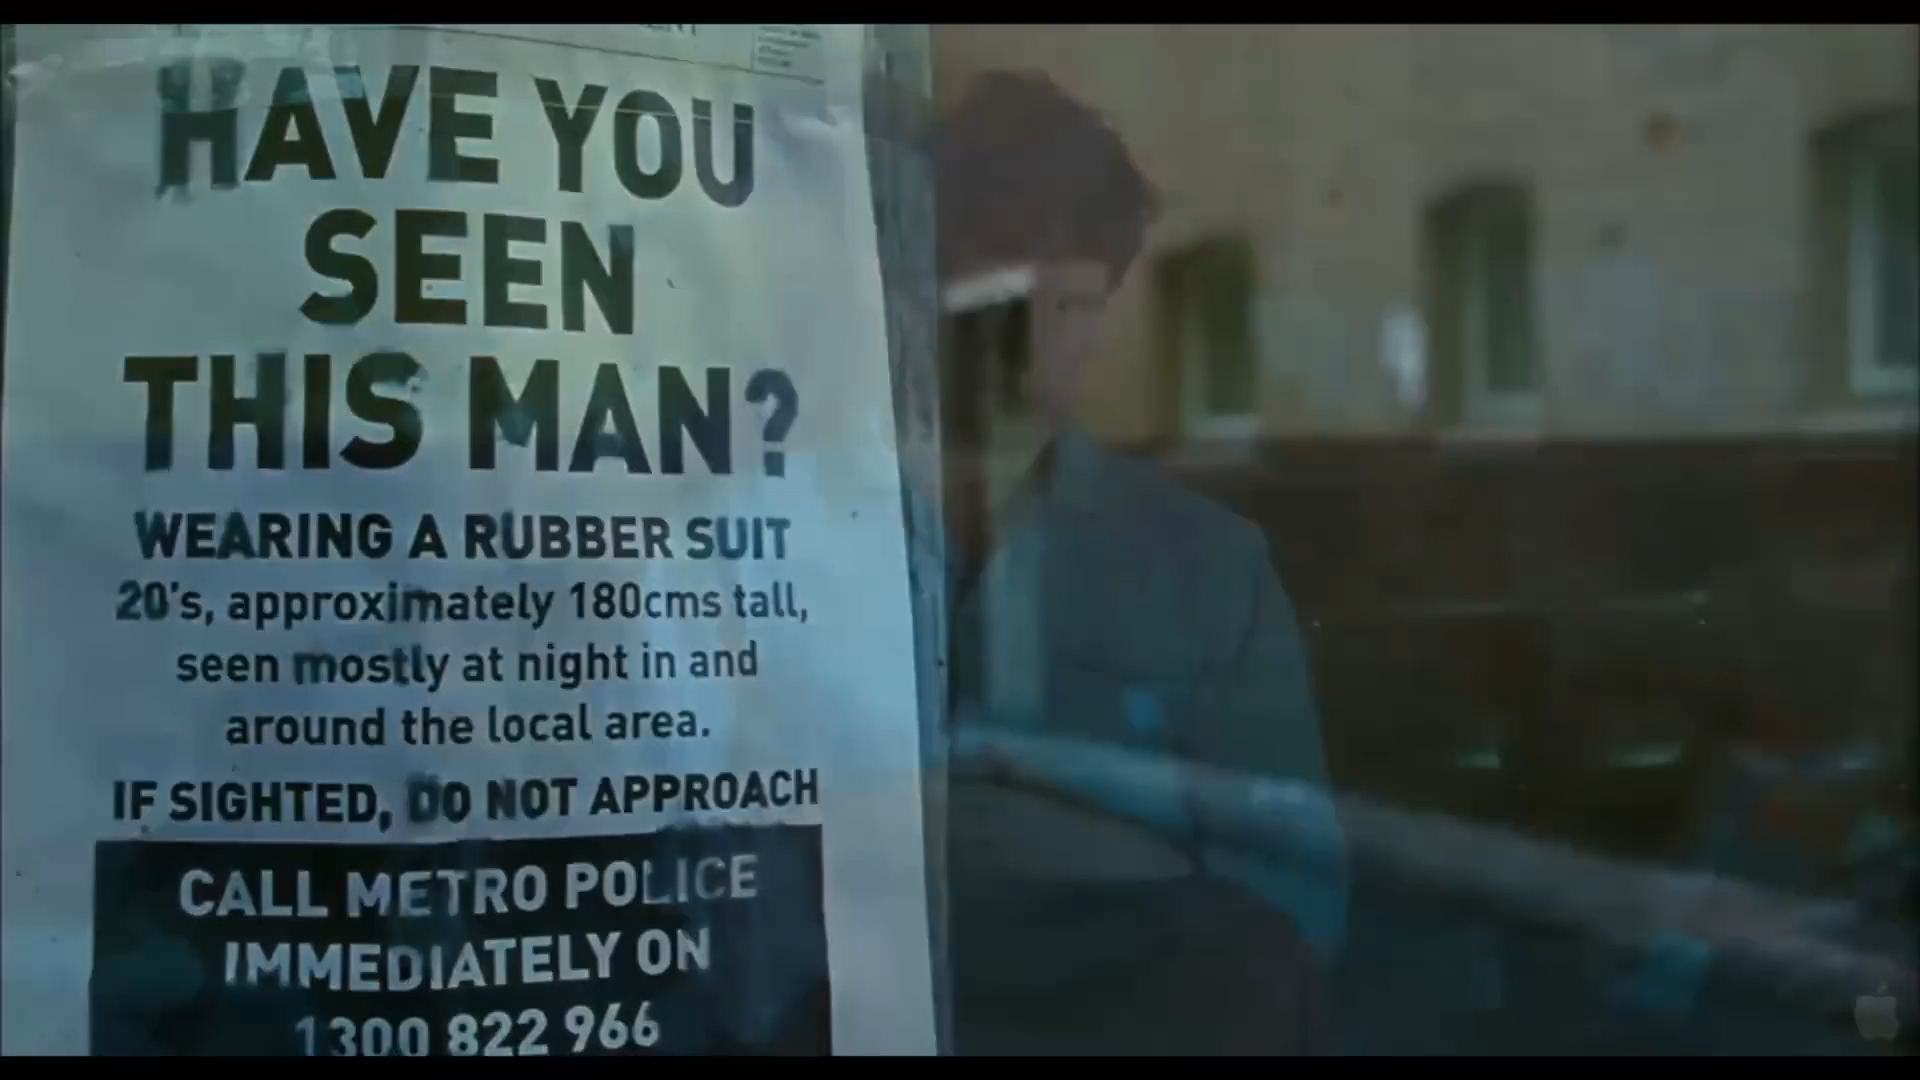 HAVE YOU
SEEN
THIS MAN?
WEARING A RUBBER SUIT
20's, approximately 180cms tall,
seen mostly at night in and
around the local area.
IF SIGHTED, DO NOT APPROACH
CALL METRO POLICE
IMMEDIATELY ON
1300 822 966